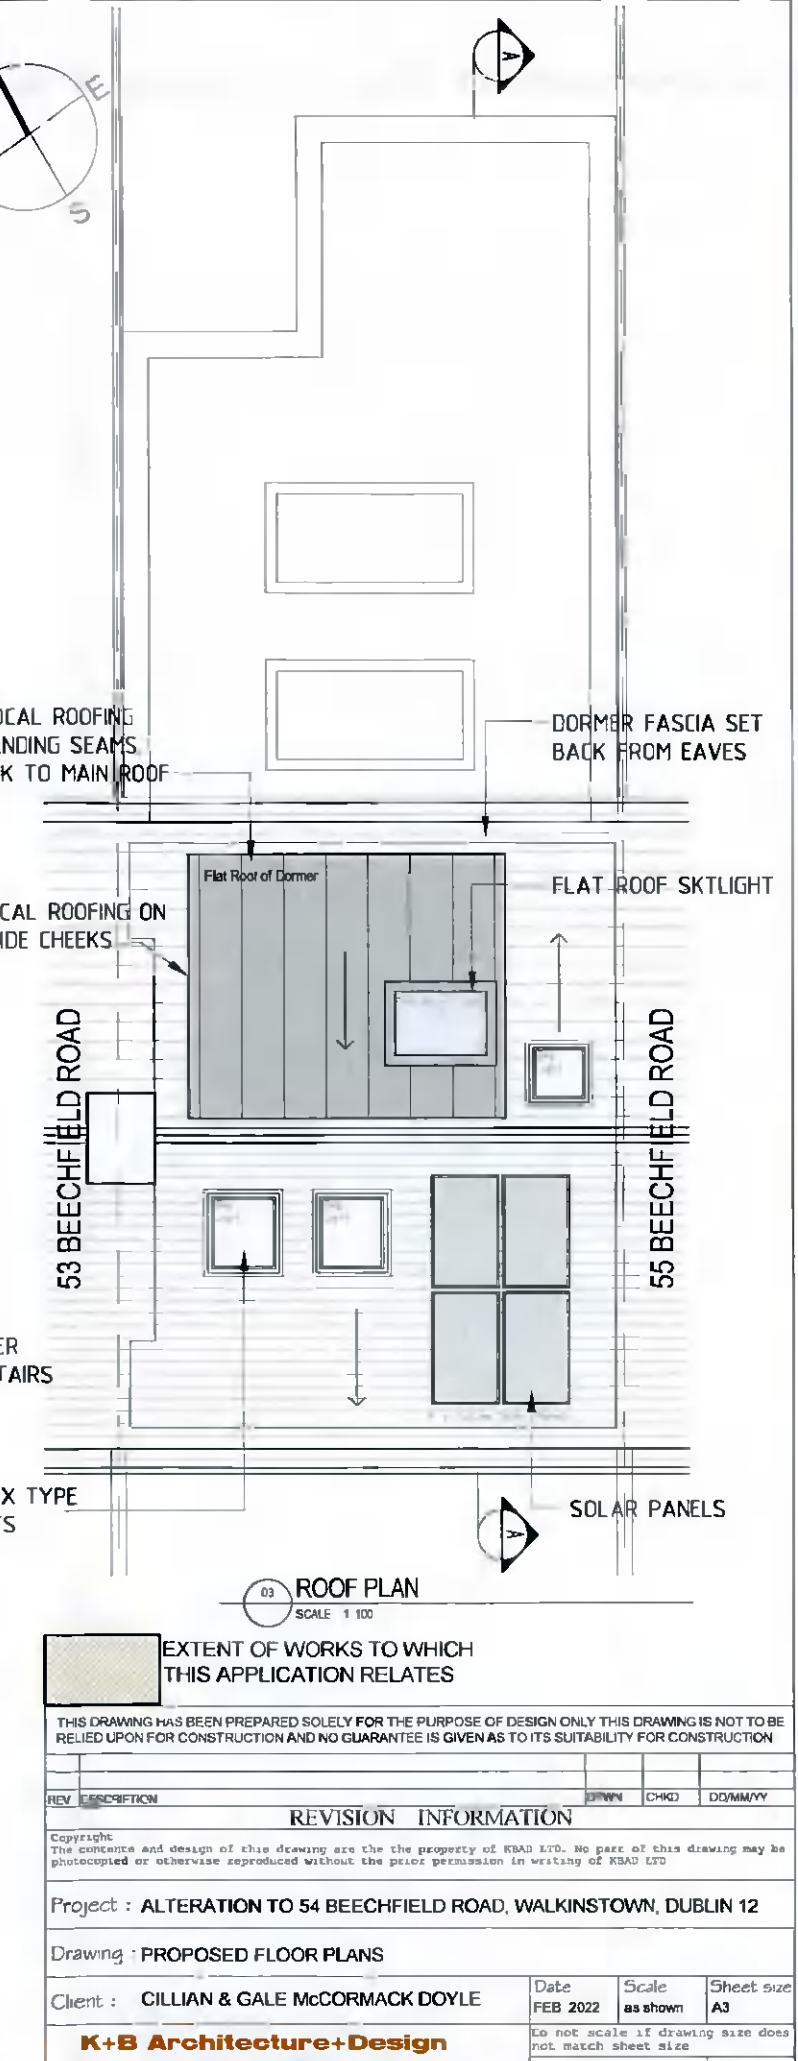 A
E
S
OCAL ROOFING
NDING SEAMS
K TO MAIN ROOF
DORMER FASCIA SET
BACK FROM EAVES
Flat Roof of Dormer
FLAT ROOF SKTLIGHT
CAL ROOFING ON
IDE CHEEKS
53 BEECHFIELD ROAD
55 BEECHFIELD ROAD
ER
TAIRS
X TYPE
TS
SOLAR PANELS
A
03 ROOF PLAN
SCALE 1 100
EXTENT OF WORKS TO WHICH
THIS APPLICATION RELATES
THIS DRAWING HAS BEEN PREPARED SOLELY FOR THE PURPOSE OF DESIGN ONLY THIS DRAWING IS NOT TO BE
RELIED UPON FOR CONSTRUCTION AND NO GUARANTEE IS GIVEN AS TO ITS SUITABILITY FOR CONSTRUCTION
REV DESCRIPTION DRWN CHKD DD/MM/YY
REVISION INFORMATION
Copyright
The contents and design of this drawing are the the property of KBAD LTD. No part of this drawing may be
photocopied or otherwise reproduced without the prior permission in writing of KBAD LTD
Project : ALTERATION TO 54 BEECHFIELD ROAD, WALKINSTOWN, DUBLIN 12
Drawing : PROPOSED FLOOR PLANS
Client : CILLIAN & GALE McCORMACK DOYLE
Date Scale Sheet size
FEB 2022 as shown A3
K+B Architecture+Design
Do not scale if drawing size does
not match sheet size